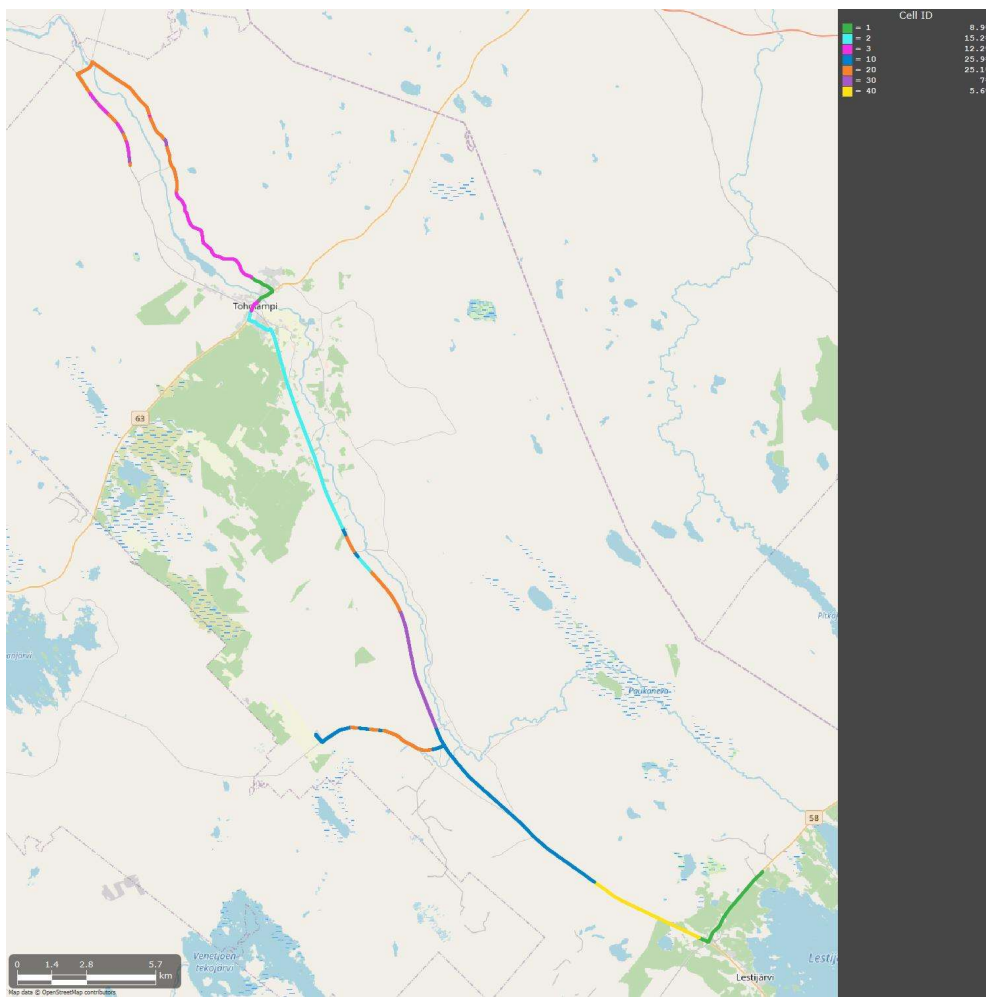 Cell ID
= 1 8.9
= 2 15.2
= 3 12.2
= 10 25.9
= 20 25.1
= 30 7
= 40 5.6
Toholampi
63
Paukaneva
58
Venetjoen
tekojärvi
Lestijärvi
0 1.4 2.8 5.7
km
Map data © OpenStreetMap contributors